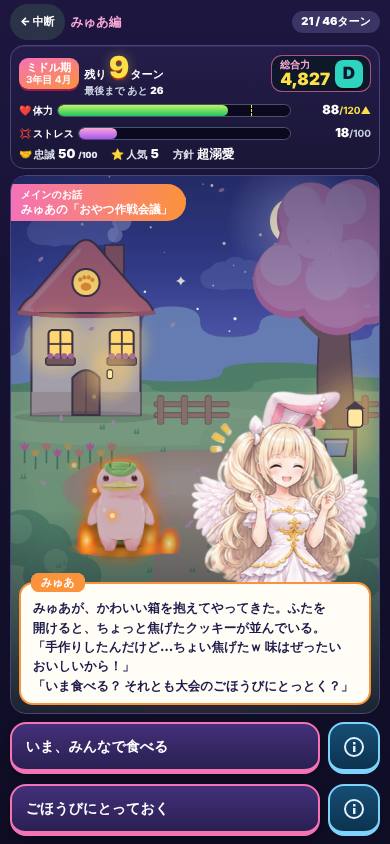 ←中断
みゅあ編
21 / 46ターン
ミドル期
3年目 4月
残り9ターン
最後まで あと 26
総合力
4,827
D
体力
88/120▲
ストレス
18/100
忠誠 50 /100
人気 5
方針 超溺愛
メインのお話
みゅあの「おやつ作戦会議」
みゅあ
みゅあが、かわいい箱を抱えてやってきた。ふたを
開けると、ちょっと焦げたクッキーが並んでいる。
「手作りしたんだけど…ちょい焦げたw 味はぜったい
おいしいから！」
「いま食べる？ それとも大会のごほうびにとっとく？」
いま、みんなで食べる
ごほうびにとっておく